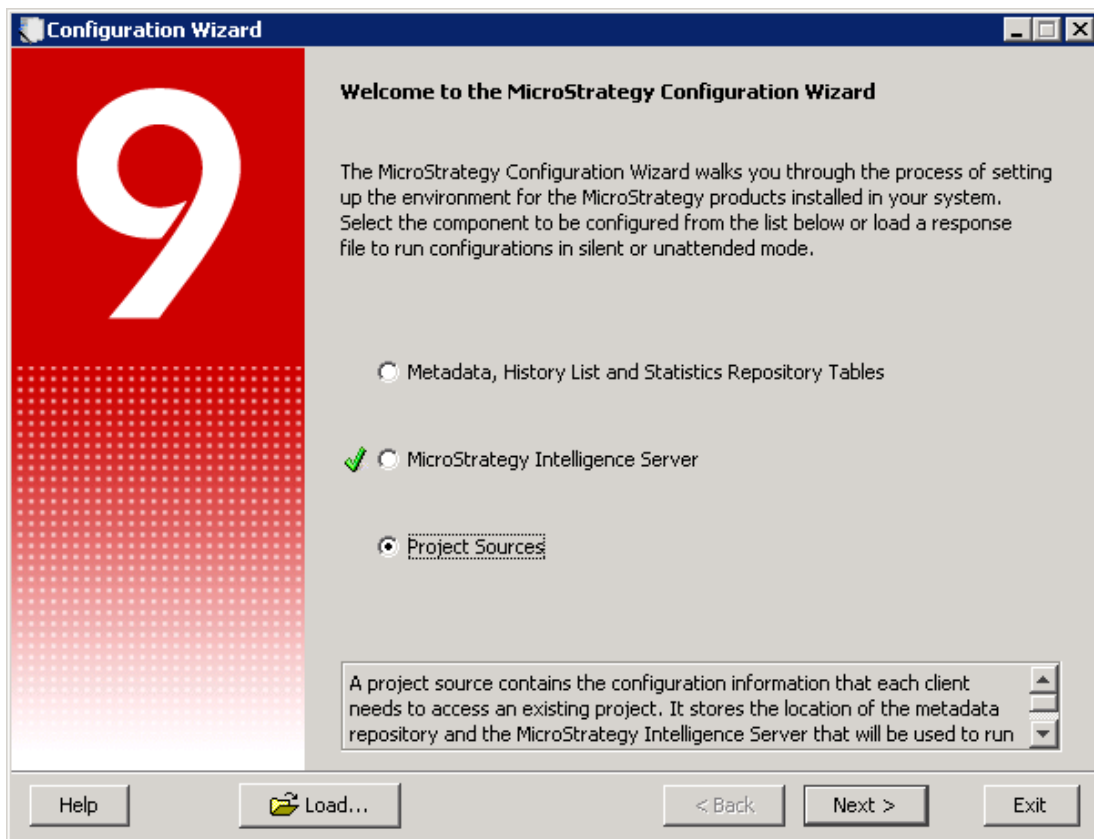 Configuration Wizard
9
Welcome to the MicroStrategy Configuration Wizard
The MicroStrategy Configuration Wizard walks you through the process of setting
up the environment for the MicroStrategy products installed in your system.
Select the component to be configured from the list below or load a response
file to run configurations in silent or unattended mode.
Metadata, History List and Statistics Repository Tables
MicroStrategy Intelligence Server
Project Sources
A project source contains the configuration information that each client
needs to access an existing project. It stores the location of the metadata
repository and the MicroStrategy Intelligence Server that will be used to run
Help
Load...
< Back
Next >
Exit